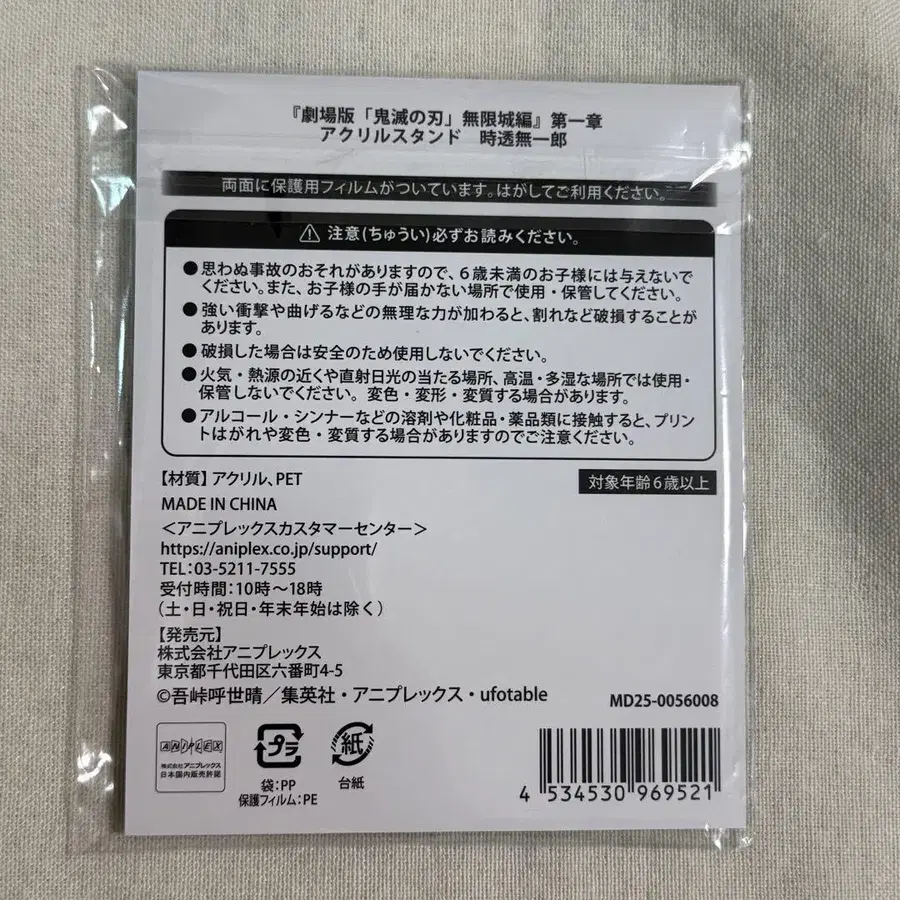 『劇場版「鬼滅の刃」無限城編』第一章
アクリルスタンド　時透無一郎
両面に保護用フィルムがついています。はがしてご利用ください。
注意(ちゅうい)必ずお読みください。
●思わぬ事故のおそれがありますので、6歳未満のお子様には与えないで
ください。また、お子様の手が届かない場所で使用・保管してください。
●強い衝撃や曲げるなどの無理な力が加わると、割れなど破損することが
あります。
●破損した場合は安全のため使用しないでください。
●火気・熱源の近くや直射日光の当たる場所、高温・多湿な場所では使用・
保管しないでください。変色・変形・変質する場合があります。
●アルコール・シンナーなどの溶剤や化粧品・薬品類に接触すると、プリン
トはがれや変色・変質する場合がありますのでご注意ください。
【材質】アクリル、PET
対象年齢6歳以上
MADE IN CHINA
＜アニプレックスカスタマーセンター＞
https://aniplex.co.jp/support/
TEL:03-5211-7555
受付時間:10時～18時
(土・日・祝日・年末年始は除く)
【発売元】
株式会社アニプレックス
東京都千代田区六番町4-5
©吾峠呼世晴／集英社・アニプレックス・ufotable
MD25-0056008
ANIPLEX
株式会社アニプレックス
日本国内販売許諾
プラ
袋:PP
保護フィルム:PE
紙
台紙
4 534530 969521